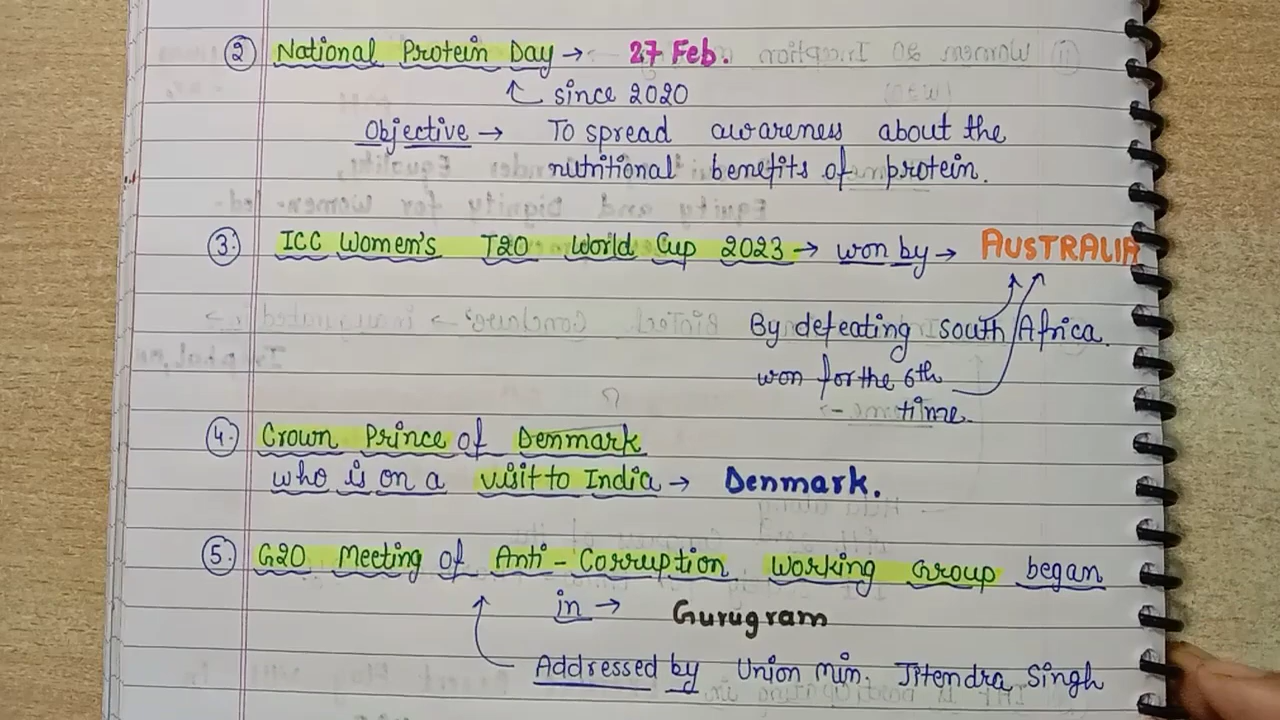 ② National Protein Day → 27 Feb.
since 2020
Objective → To spread awareness about the
nutritional benefits of protein.
③ ICC Women's T20 World Cup 2023 → won by → AUSTRALIA
By defeating South Africa.
won for the 6th
time.
④ Crown Prince of Denmark
who is on a visit to India → Denmark.
⑤ G20 Meeting of Anti-Corruption Working Group began
in → Gurugram
Addressed by Union Min. Jitendra Singh